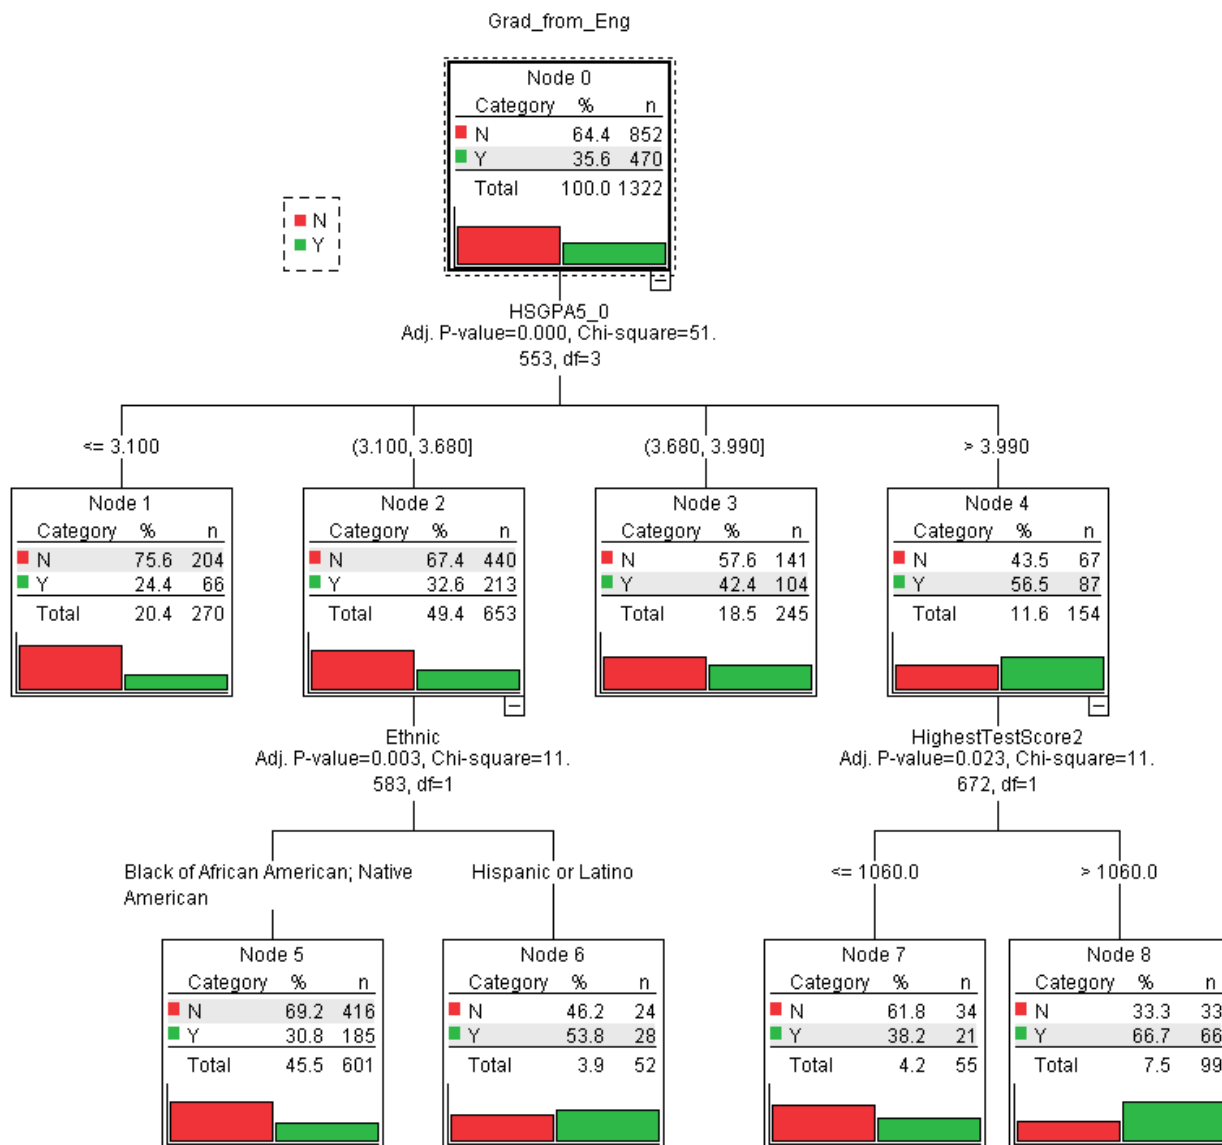 Grad_from_Eng
Node 0
Category % n
N 64.4 852
Y 35.6 470
Total 100.0 1322
N
Y
HSGPA5_0
Adj. P-value=0.000, Chi-square=51.
553, df=3
<= 3.100
(3.100, 3.680]
(3.680, 3.990]
> 3.990
Node 1
Category % n
N 75.6 204
Y 24.4 66
Total 20.4 270
Node 2
Category % n
N 67.4 440
Y 32.6 213
Total 49.4 653
Node 3
Category % n
N 57.6 141
Y 42.4 104
Total 18.5 245
Node 4
Category % n
N 43.5 67
Y 56.5 87
Total 11.6 154
Ethnic
Adj. P-value=0.003, Chi-square=11.
583, df=1
HighestTestScore2
Adj. P-value=0.023, Chi-square=11.
672, df=1
Black of African American; Native
American
Hispanic or Latino
<= 1060.0
> 1060.0
Node 5
Category % n
N 69.2 416
Y 30.8 185
Total 45.5 601
Node 6
Category % n
N 46.2 24
Y 53.8 28
Total 3.9 52
Node 7
Category % n
N 61.8 34
Y 38.2 21
Total 4.2 55
Node 8
Category % n
N 33.3 33
Y 66.7 66
Total 7.5 99